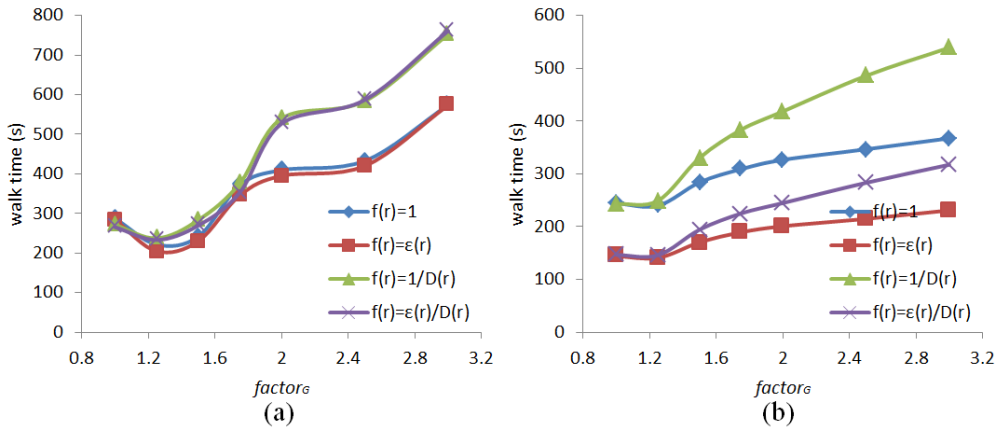 800
700
600
500
400
300
200
100
0
walk time (s)
0.8 1.2 1.6 2 2.4 2.8 3.2
factorG
f(r)=1
f(r)=ε(r)
f(r)=1/D(r)
f(r)=ε(r)/D(r)
(a)
600
500
400
300
200
100
0
walk time (s)
0.8 1.2 1.6 2 2.4 2.8 3.2
factorG
f(r)=1
f(r)=ε(r)
f(r)=1/D(r)
f(r)=ε(r)/D(r)
(b)